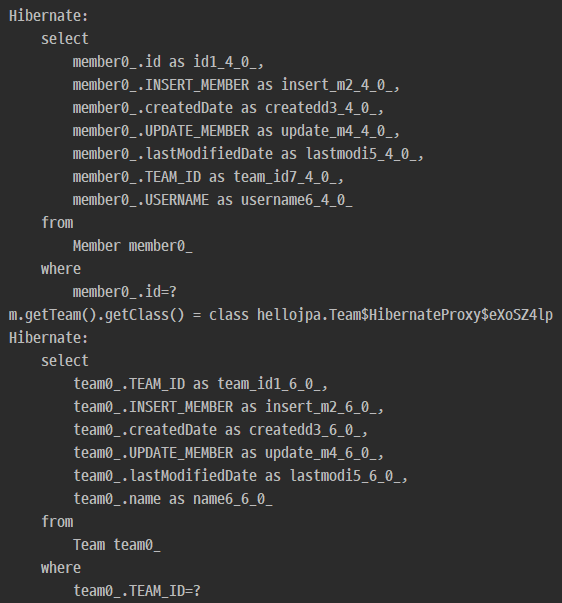 Hibernate:
    select
        member0_.id as id1_4_0_,
        member0_.INSERT_MEMBER as insert_m2_4_0_,
        member0_.createdDate as createdd3_4_0_,
        member0_.UPDATE_MEMBER as update_m4_4_0_,
        member0_.lastModifiedDate as lastmodi5_4_0_,
        member0_.TEAM_ID as team_id7_4_0_,
        member0_.USERNAME as username6_4_0_
    from
        Member member0_
    where
        member0_.id=?
m.getTeam().getClass() = class hellojpa.Team$HibernateProxy$eXoSZ4lp
Hibernate:
    select
        team0_.TEAM_ID as team_id1_6_0_,
        team0_.INSERT_MEMBER as insert_m2_6_0_,
        team0_.createdDate as createdd3_6_0_,
        team0_.UPDATE_MEMBER as update_m4_6_0_,
        team0_.lastModifiedDate as lastmodi5_6_0_,
        team0_.name as name6_6_0_
    from
        Team team0_
    where
        team0_.TEAM_ID=?